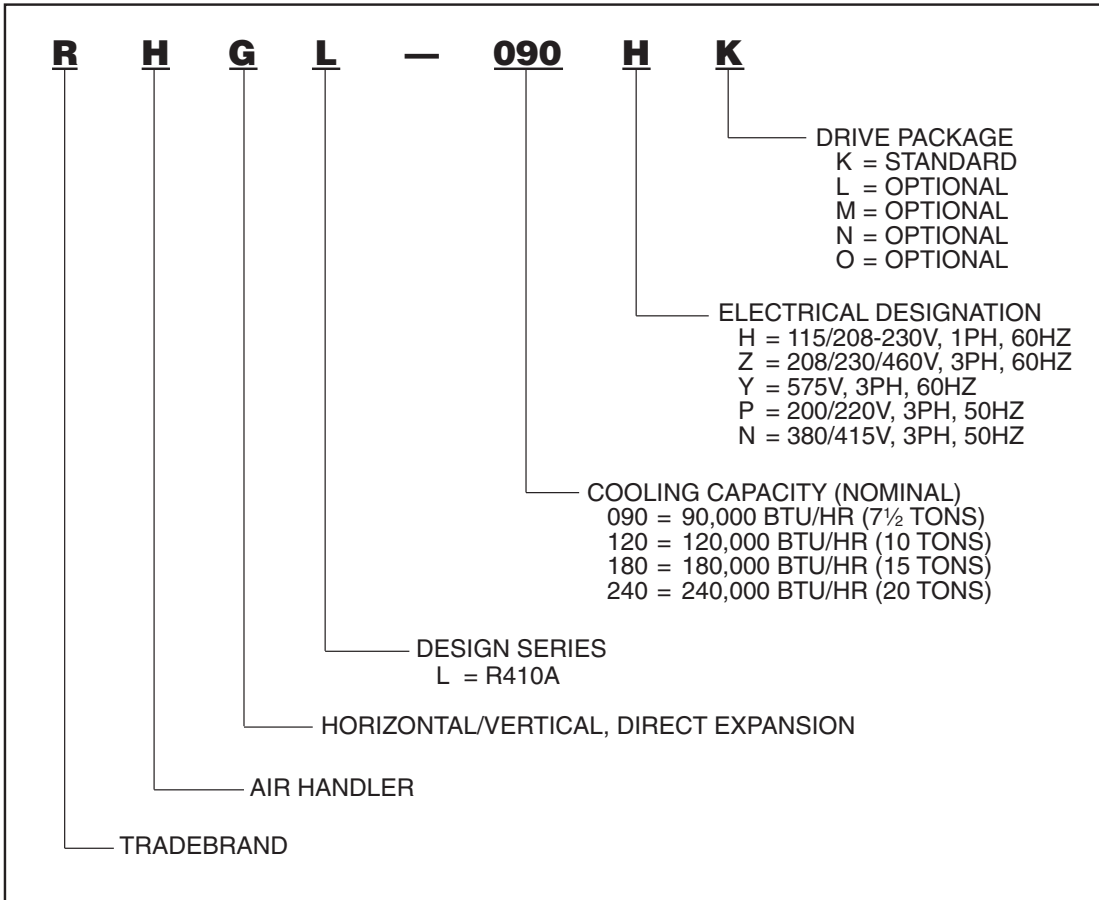 R H G L — 090 H K
DRIVE PACKAGE
K = STANDARD
L = OPTIONAL
M = OPTIONAL
N = OPTIONAL
O = OPTIONAL
ELECTRICAL DESIGNATION
H = 115/208-230V, 1PH, 60HZ
Z = 208/230/460V, 3PH, 60HZ
Y = 575V, 3PH, 60HZ
P = 200/220V, 3PH, 50HZ
N = 380/415V, 3PH, 50HZ
COOLING CAPACITY (NOMINAL)
090 = 90,000 BTU/HR (7½ TONS)
120 = 120,000 BTU/HR (10 TONS)
180 = 180,000 BTU/HR (15 TONS)
240 = 240,000 BTU/HR (20 TONS)
DESIGN SERIES
L = R410A
HORIZONTAL/VERTICAL, DIRECT EXPANSION
AIR HANDLER
TRADEBRAND